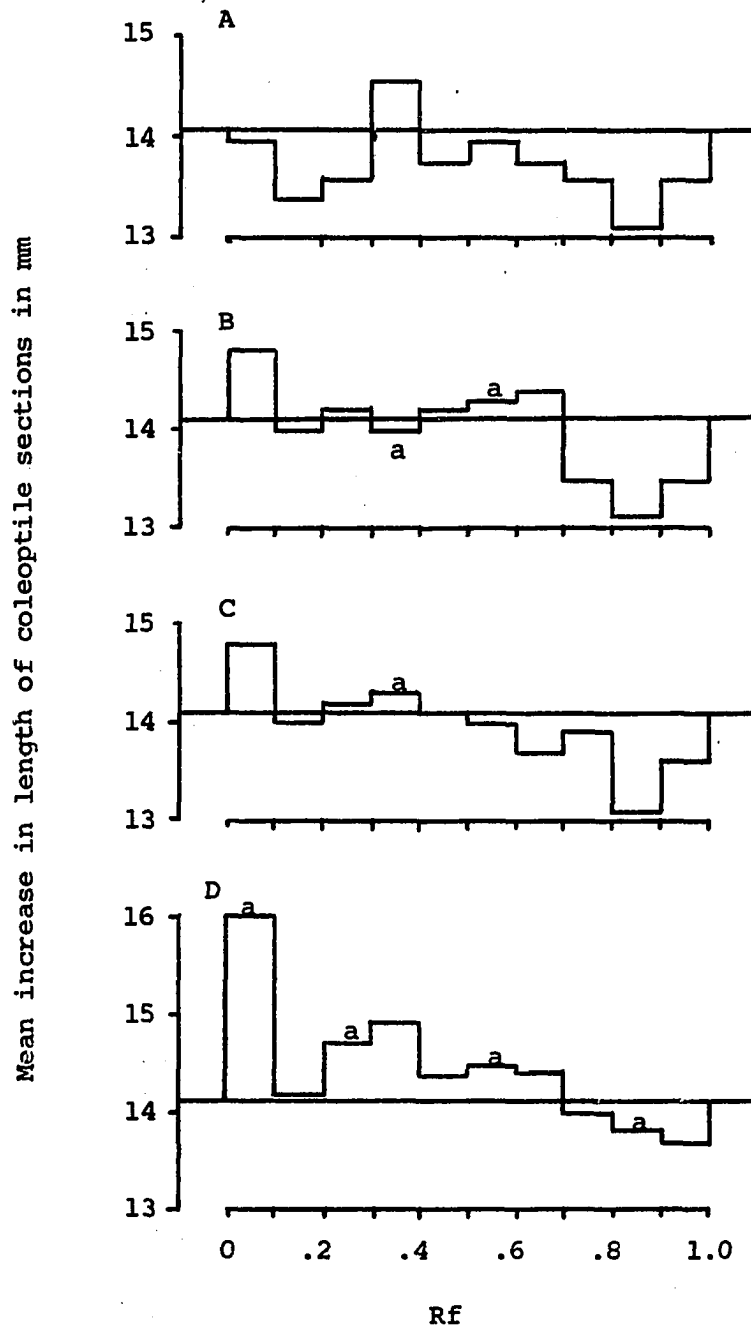 Mean increase in length of coleoptile sections in mm
A
15
14
13
B
15
14
13
a
a
C
15
14
13
a
D
16
15
14
13
a
a
a
a
0 .2 .4 .6 .8 1.0
Rf